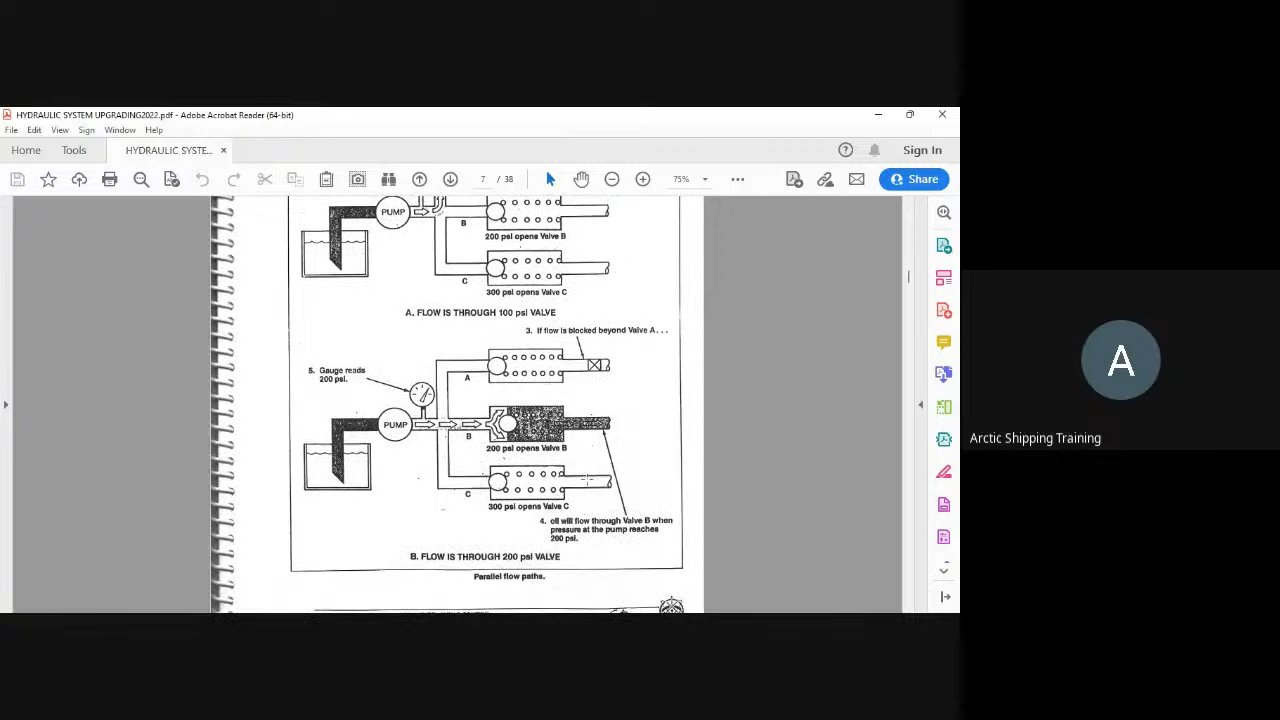 HYDRAULIC SYSTEM UPGRADING2022.pdf - Adobe Acrobat Reader (64-bit)
File Edit View Sign Window Help
Home Tools HYDRAULIC SYSTE... × Sign In
7 / 38 75% Share
PUMP
B
200 psi opens Valve B
C
300 psi opens Valve C
A. FLOW IS THROUGH 100 psi VALVE
3. If flow is blocked beyond Valve A . . .
5. Gauge reads
200 psi.
A
PUMP
B
200 psi opens Valve B
C
300 psi opens Valve C
4. oil will flow through Valve B when
pressure at the pump reaches
200 psi.
B. FLOW IS THROUGH 200 psi VALVE
Parallel flow paths.
A
Arctic Shipping Training